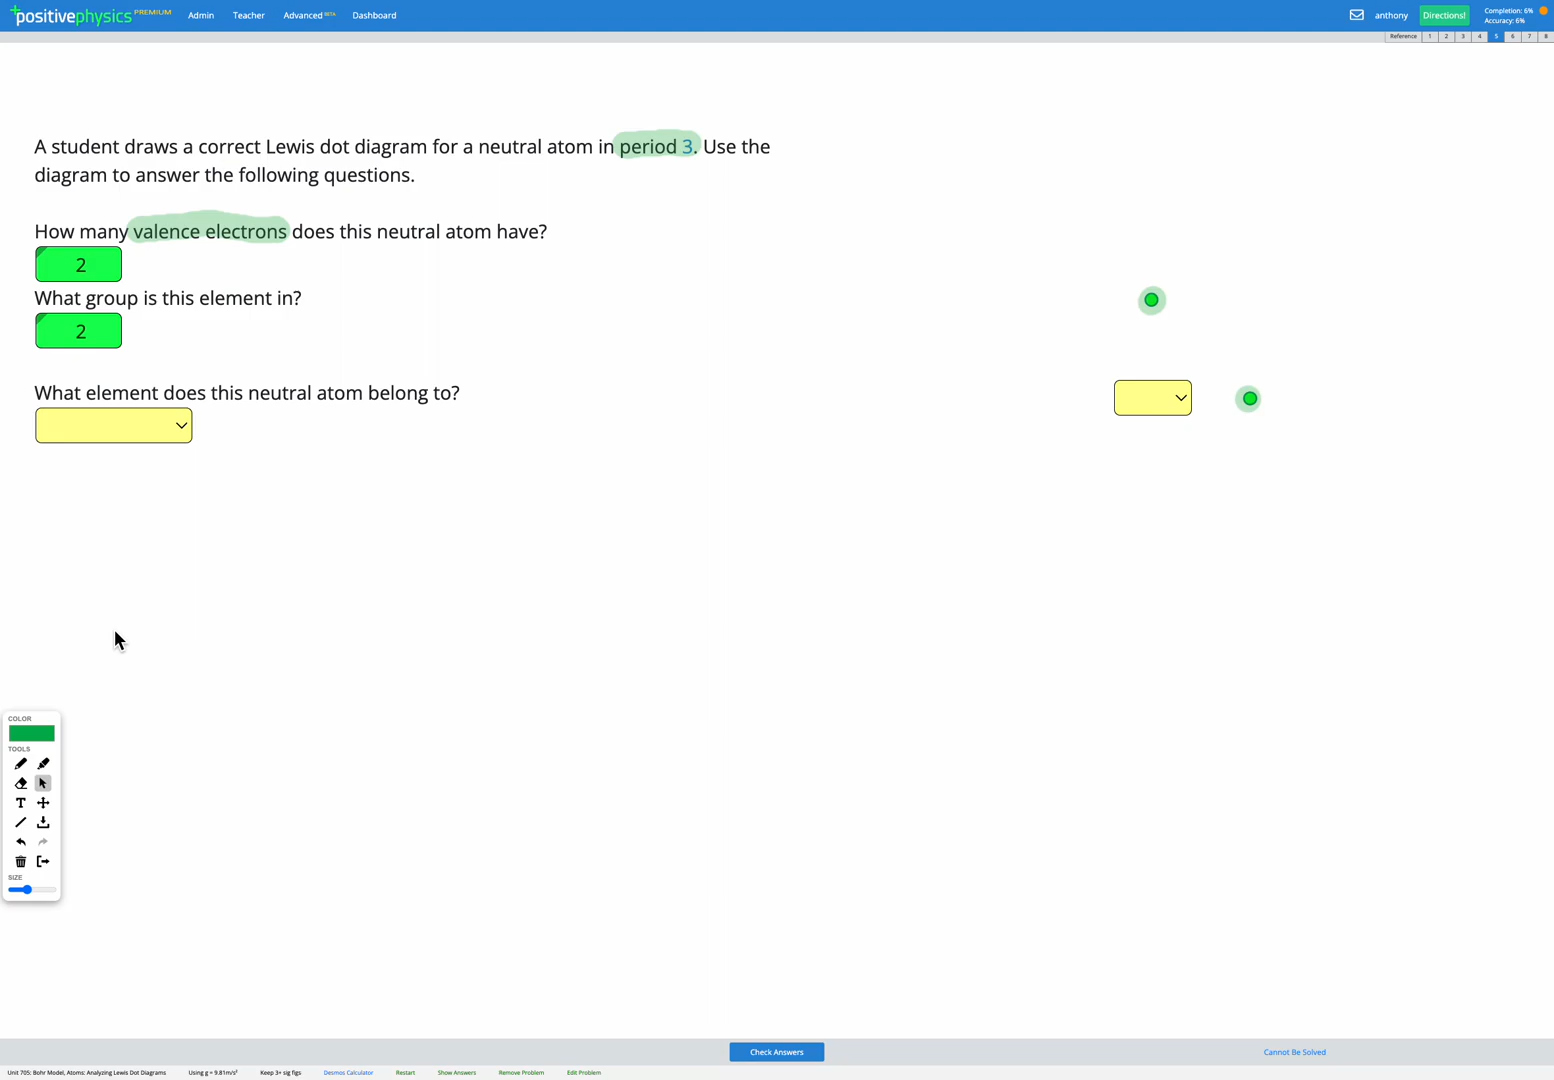 +positivephysics PREMIUM Admin Teacher Advanced BETA Dashboard anthony Directions! Completion: 6%
Accuracy: 6%
Reference 1 2 3 4 5 6 7 8
A student draws a correct Lewis dot diagram for a neutral atom in period 3. Use the
diagram to answer the following questions.
How many valence electrons does this neutral atom have?
2
What group is this element in?
2
What element does this neutral atom belong to?
COLOR
TOOLS
T
SIZE
Check Answers Cannot Be Solved
Unit 705: Bohr Model, Atoms: Analyzing Lewis Dot Diagrams Using g = 9.81m/s² Keep 3+ sig figs Desmos Calculator Restart Show Answers Remove Problem Edit Problem